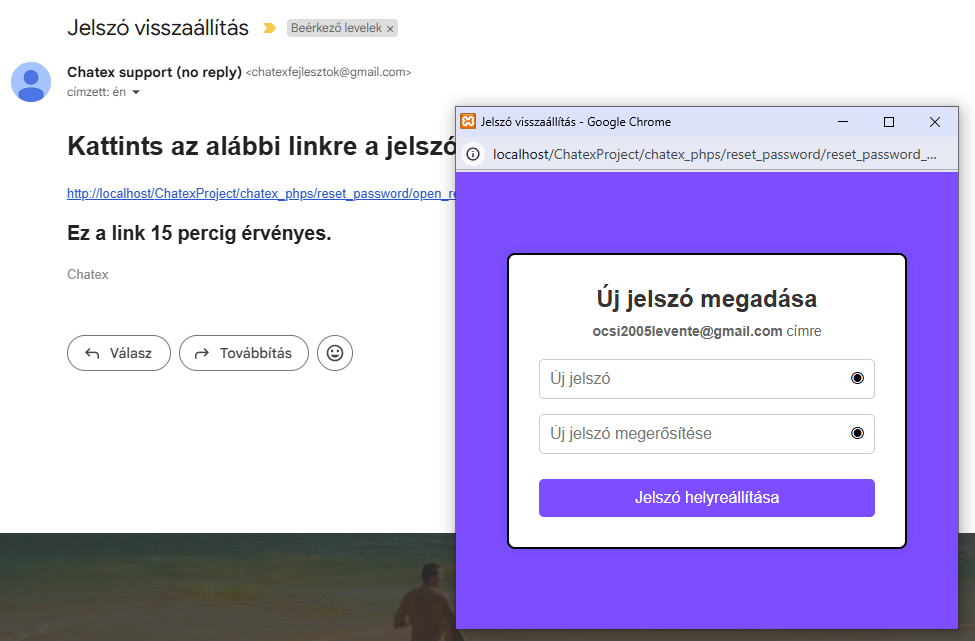 Jelszó visszaállítás
Beérkező levelek ×
Chatex support (no reply) <chatexfejlesztok@gmail.com>
címzett: én
Kattints az alábbi linkre a jelszó
http://localhost/ChatexProject/chatex_phps/reset_password/open_re
Ez a link 15 percig érvényes.
Chatex
Válasz
Továbbítás
Jelszó visszaállítás - Google Chrome
localhost/ChatexProject/chatex_phps/reset_password/reset_password_...
Új jelszó megadása
ocsi2005levente@gmail.com címre
Új jelszó
Új jelszó megerősítése
Jelszó helyreállítása